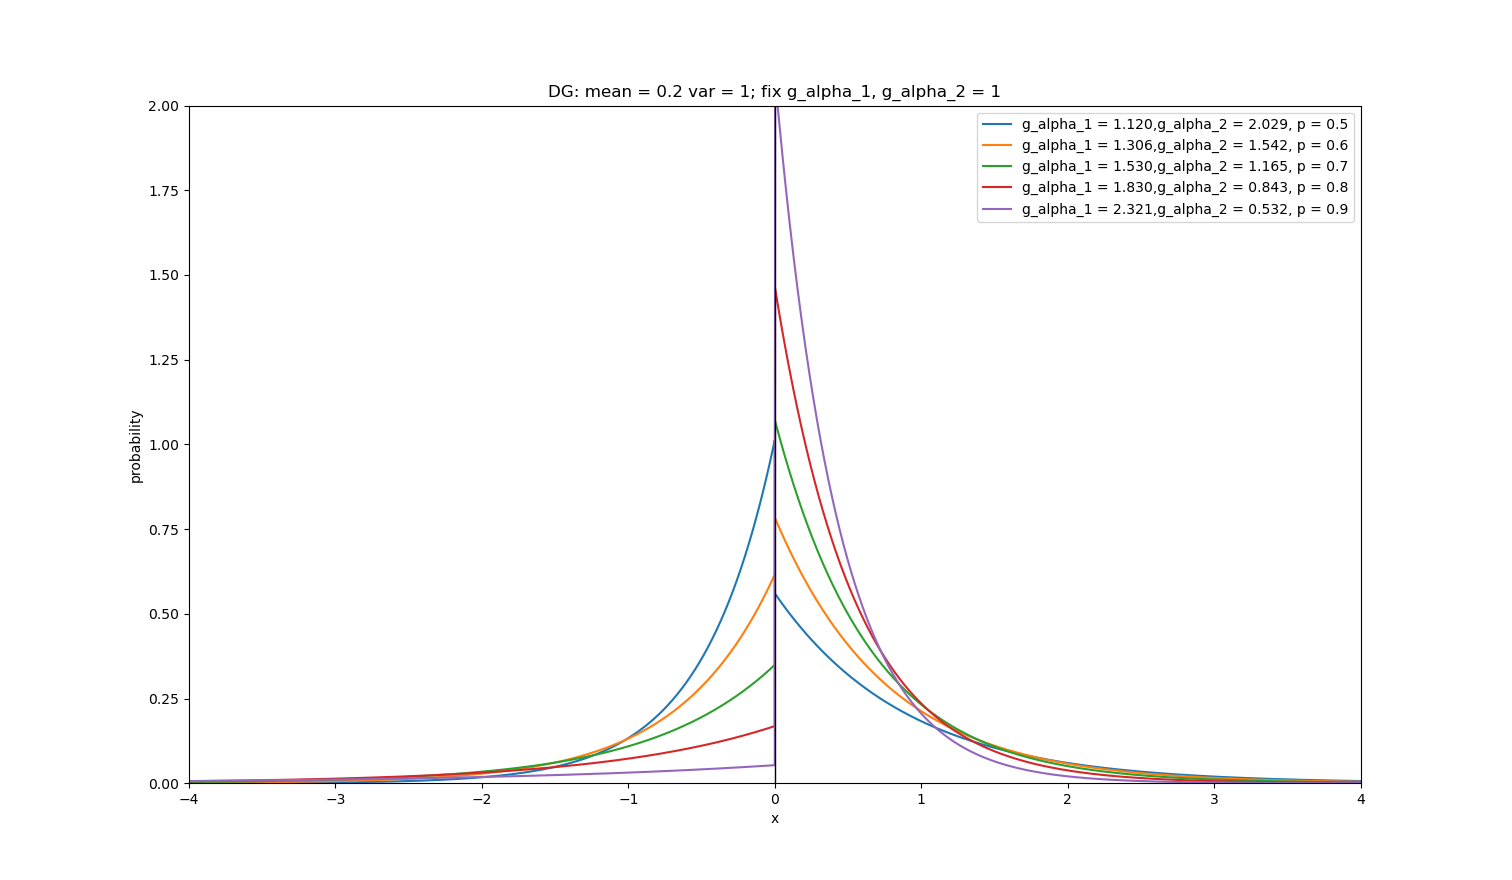 DG: mean = 0.2 var = 1; fix g_alpha_1, g_alpha_2 = 1
g_alpha_1 = 1.120,g_alpha_2 = 2.029, p = 0.5
g_alpha_1 = 1.306,g_alpha_2 = 1.542, p = 0.6
g_alpha_1 = 1.530,g_alpha_2 = 1.165, p = 0.7
g_alpha_1 = 1.830,g_alpha_2 = 0.843, p = 0.8
g_alpha_1 = 2.321,g_alpha_2 = 0.532, p = 0.9
2.00
1.75
1.50
1.25
1.00
0.75
0.50
0.25
0.00
probability
−4 −3 −2 −1 0 1 2 3 4
x